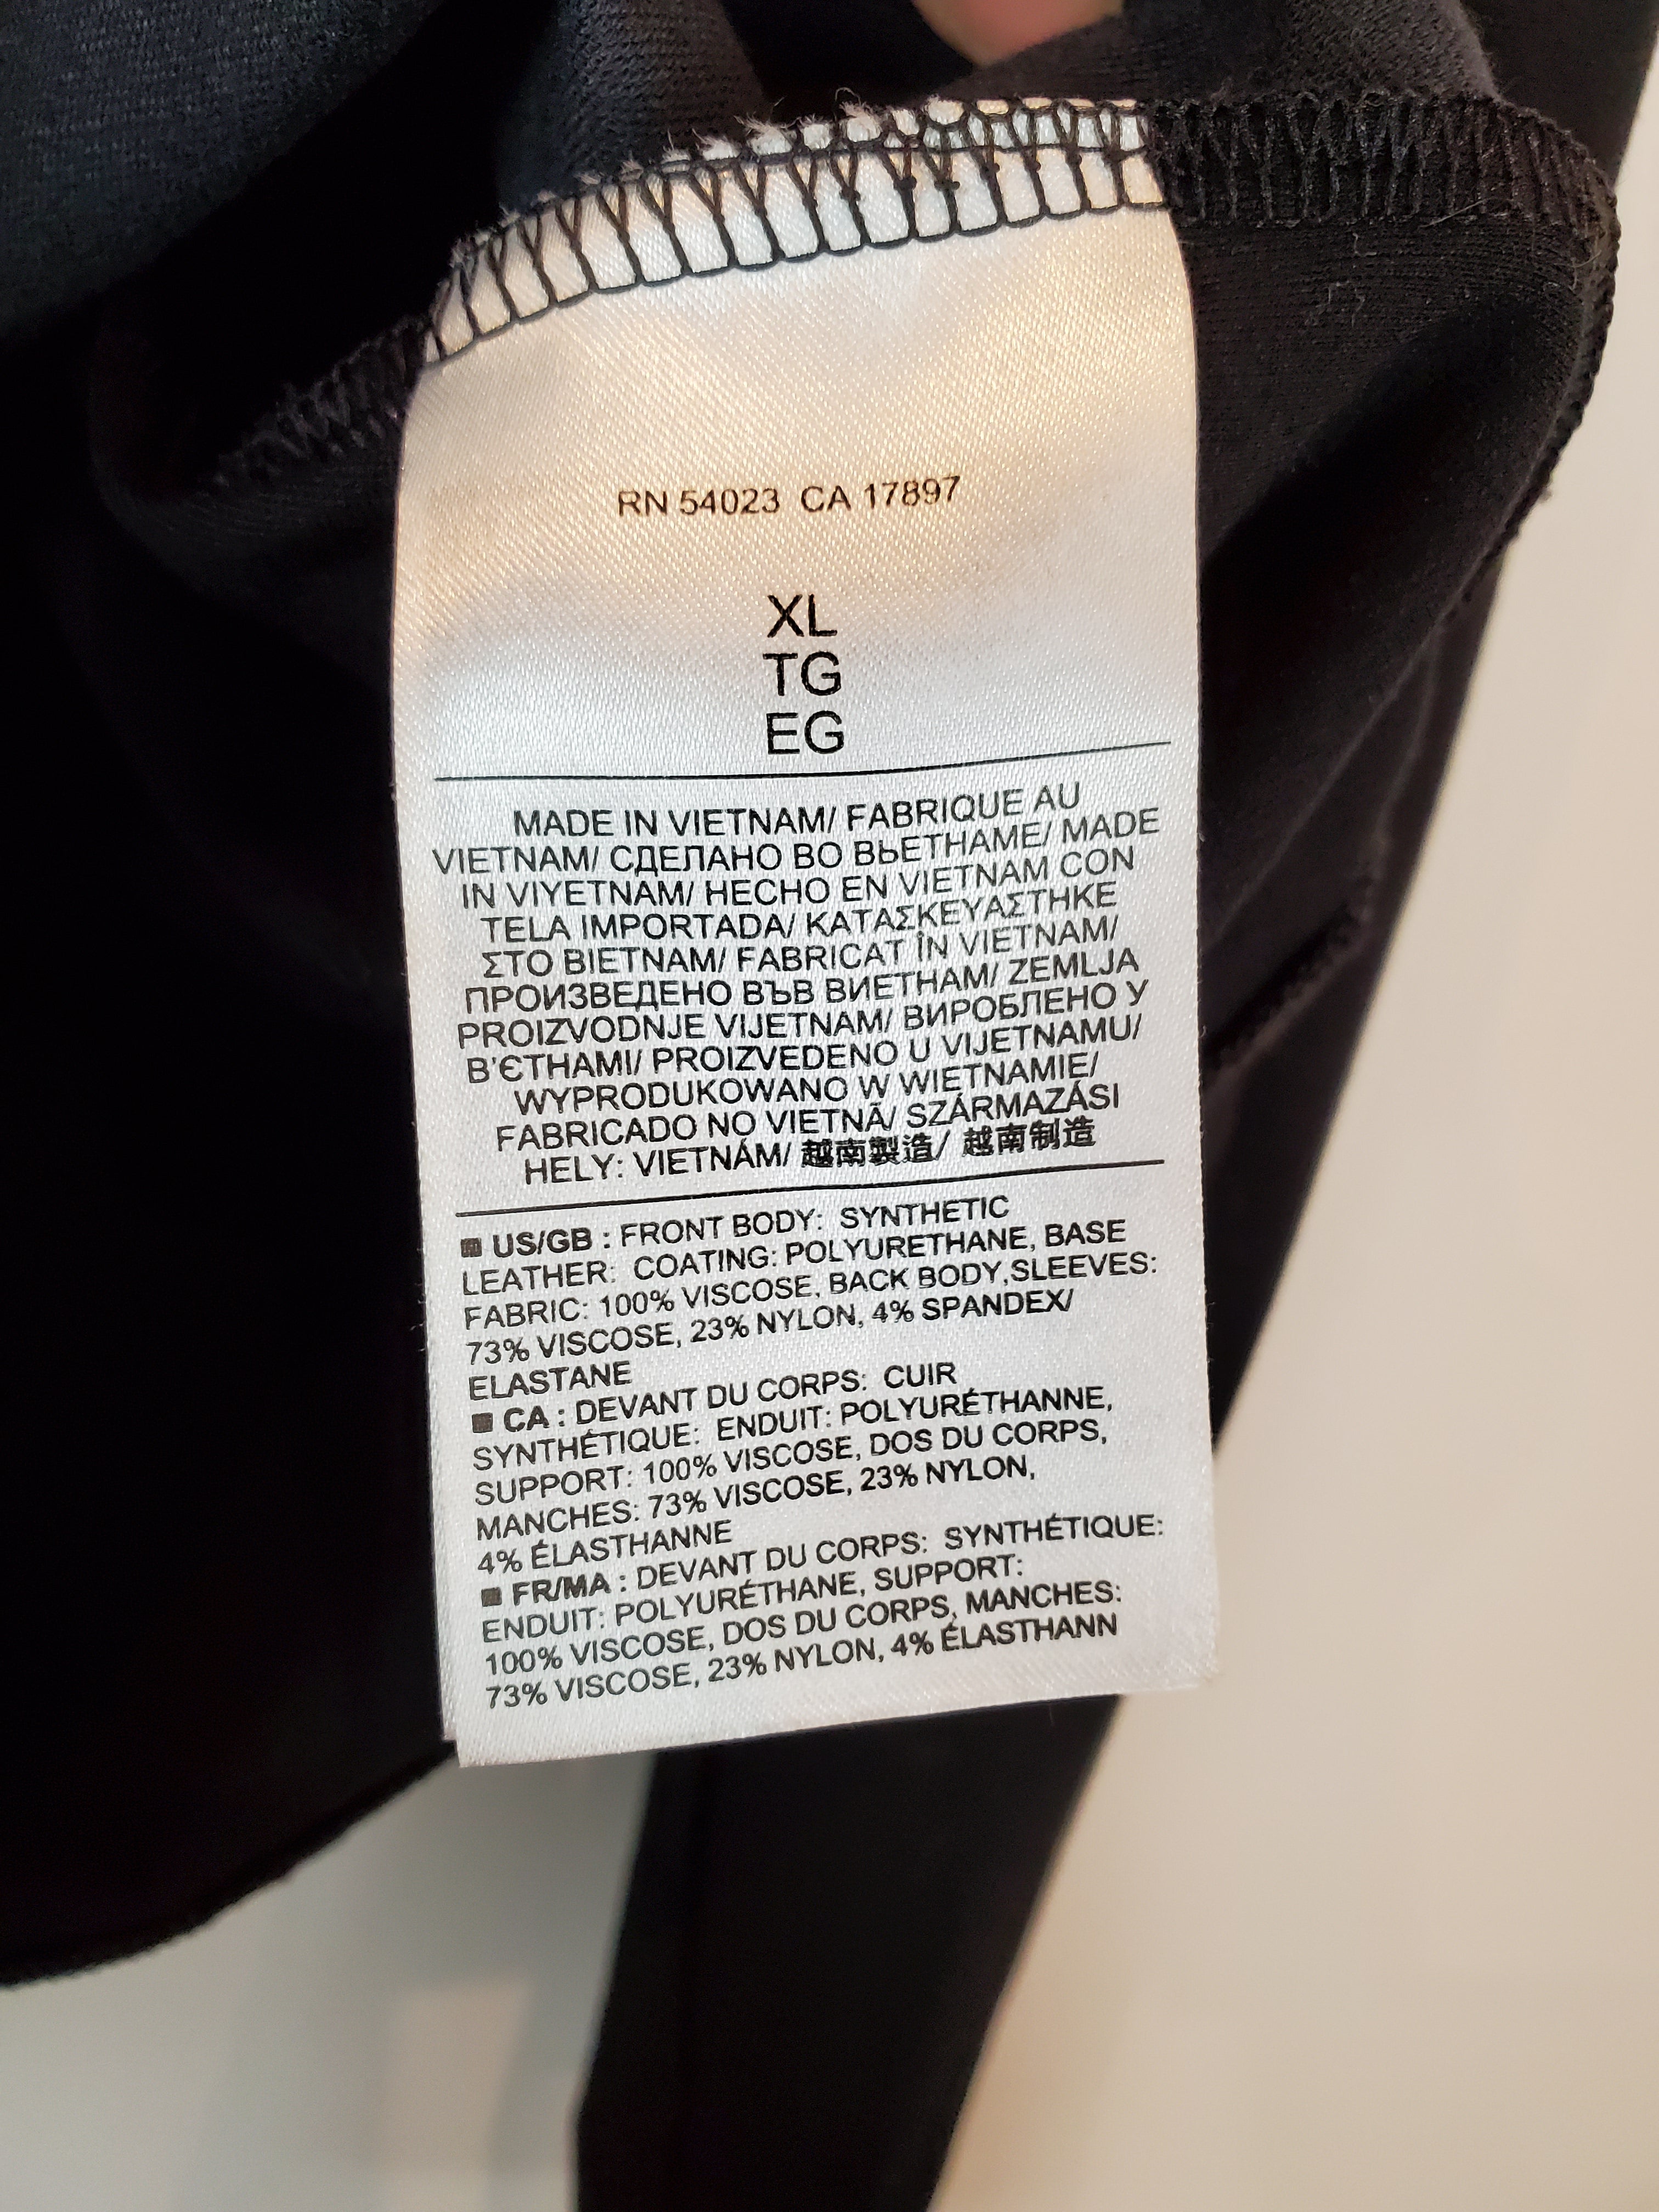 RN 54023 CA 17897
XL
TG
EG
MADE IN VIETNAM/ FABRIQUE AU
VIETNAM/ СДЕЛАНО ВО ВЬЕТНАМЕ/ MADE
IN VIYETNAM/ HECHO EN VIETNAM CON
TELA IMPORTADA/ ΚΑΤΑΣΚΕΥΑΣΤΗΚΕ
ΣΤΟ ΒΙΕΤΝΑΜ/ FABRICAT ÎN VIETNAM/
ПРОИЗВЕДЕНО ВЪВ ВИЕТНАМ/ ZEMLJA
PROIZVODNJE VIJETNAM/ ВИРОБЛЕНО У
В'ЄТНАМІ/ PROIZVEDENO U VIJETNAMU/
WYPRODUKOWANO W WIETNAMIE/
FABRICADO NO VIETNÃ/ SZÁRMAZÁSI
HELY: VIETNÁM/ 越南製造/ 越南制造
■ US/GB : FRONT BODY: SYNTHETIC
LEATHER: COATING: POLYURETHANE, BASE
FABRIC: 100% VISCOSE, BACK BODY,SLEEVES:
73% VISCOSE, 23% NYLON, 4% SPANDEX/
ELASTANE
■ CA : DEVANT DU CORPS: CUIR
SYNTHÉTIQUE: ENDUIT: POLYURÉTHANNE,
SUPPORT: 100% VISCOSE, DOS DU CORPS,
MANCHES: 73% VISCOSE, 23% NYLON,
4% ÉLASTHANNE
■ FR/MA : DEVANT DU CORPS: SYNTHÉTIQUE:
ENDUIT: POLYURÉTHANE, SUPPORT:
100% VISCOSE, DOS DU CORPS, MANCHES:
73% VISCOSE, 23% NYLON, 4% ÉLASTHANN